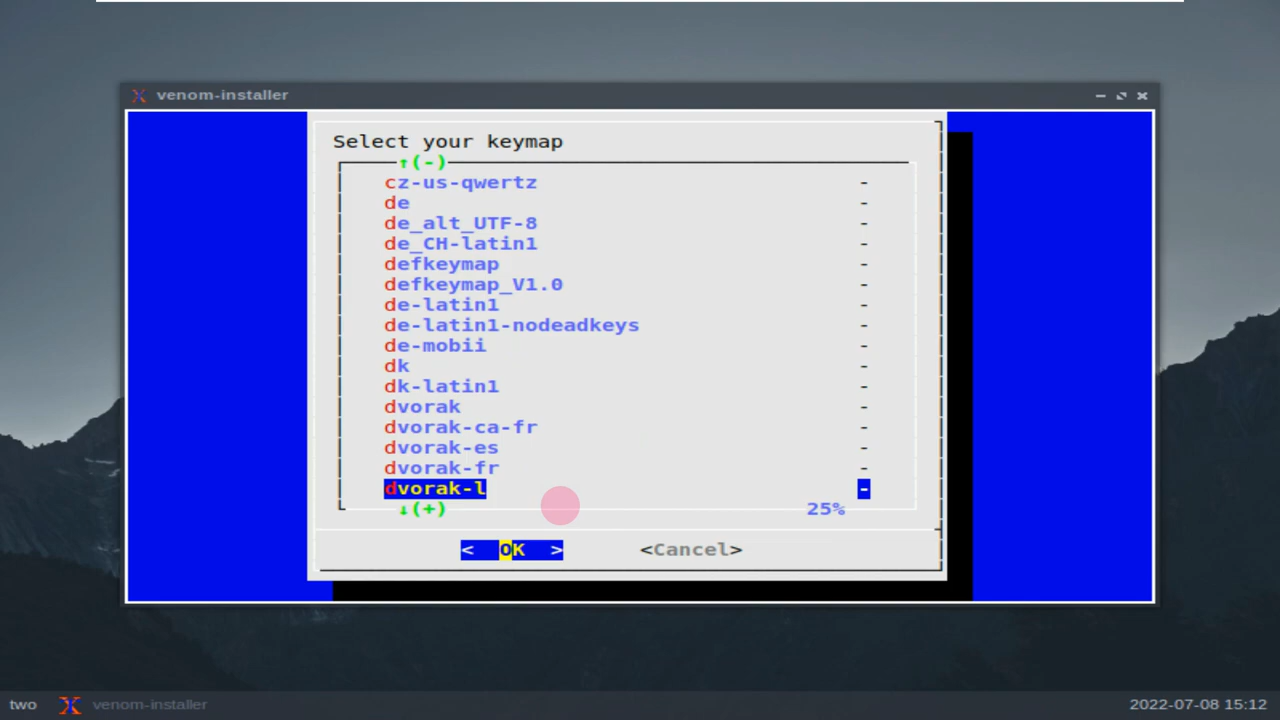 venom-installer
Select your keymap
↑(-)
cz-us-qwertz -
de -
de_alt_UTF-8 -
de_CH-latin1 -
defkeymap -
defkeymap_V1.0 -
de-latin1 -
de-latin1-nodeadkeys -
de-mobii -
dk -
dk-latin1 -
dvorak -
dvorak-ca-fr -
dvorak-es -
dvorak-fr -
dvorak-l -
↓(+) 25%
< OK > <Cancel>
two venom-installer 2022-07-08 15:12